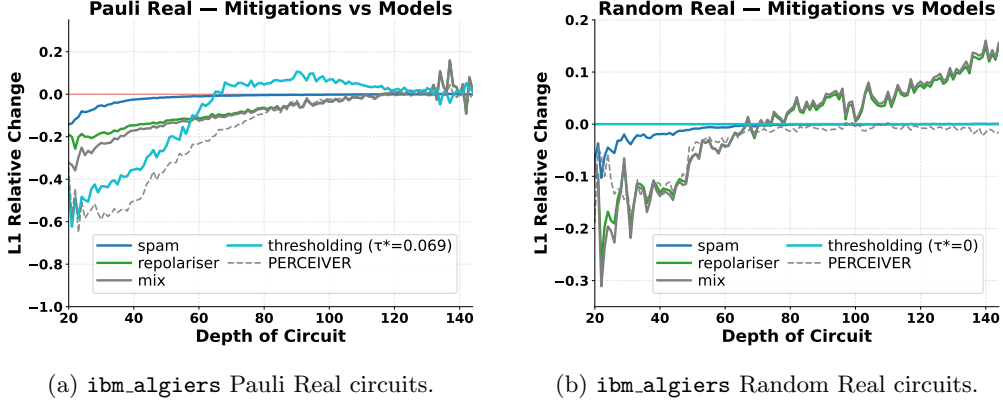 Pauli Real — Mitigations vs Models
L1 Relative Change
0.2
0.0
−0.2
−0.4
−0.6
−0.8
−1.0
spam
repolariser
mix
thresholding (τ*=0.069)
PERCEIVER
20 40 60 80 100 120 140
Depth of Circuit
(a) ibm_algiers Pauli Real circuits.
Random Real — Mitigations vs Models
L1 Relative Change
0.2
0.1
0.0
−0.1
−0.2
−0.3
spam
repolariser
mix
thresholding (τ*=0)
PERCEIVER
20 40 60 80 100 120 140
Depth of Circuit
(b) ibm_algiers Random Real circuits.